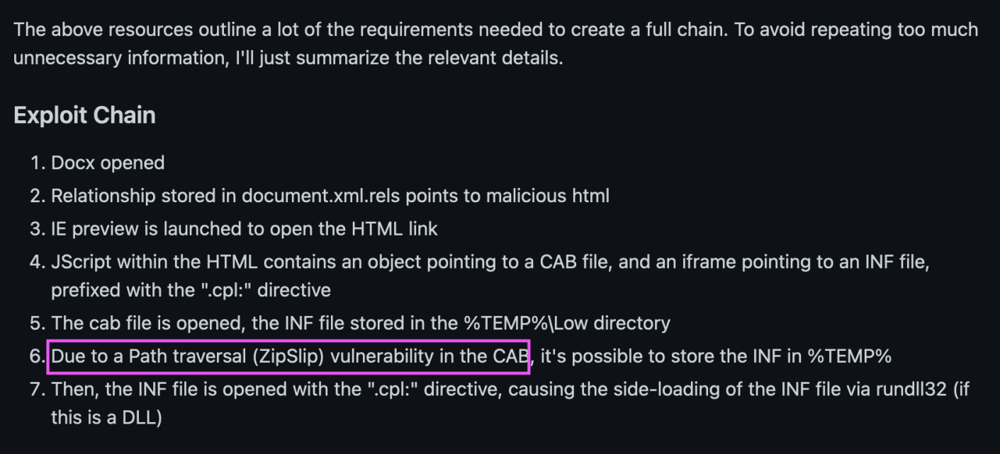 The above resources outline a lot of the requirements needed to create a full chain. To avoid repeating too much
unnecessary information, I'll just summarize the relevant details.
Exploit Chain
1. Docx opened
2. Relationship stored in document.xml.rels points to malicious html
3. IE preview is launched to open the HTML link
4. JScript within the HTML contains an object pointing to a CAB file, and an iframe pointing to an INF file,
prefixed with the ".cpl:" directive
5. The cab file is opened, the INF file stored in the %TEMP%\Low directory
6. Due to a Path traversal (ZipSlip) vulnerability in the CAB, it's possible to store the INF in %TEMP%
7. Then, the INF file is opened with the ".cpl:" directive, causing the side-loading of the INF file via rundll32 (if
this is a DLL)